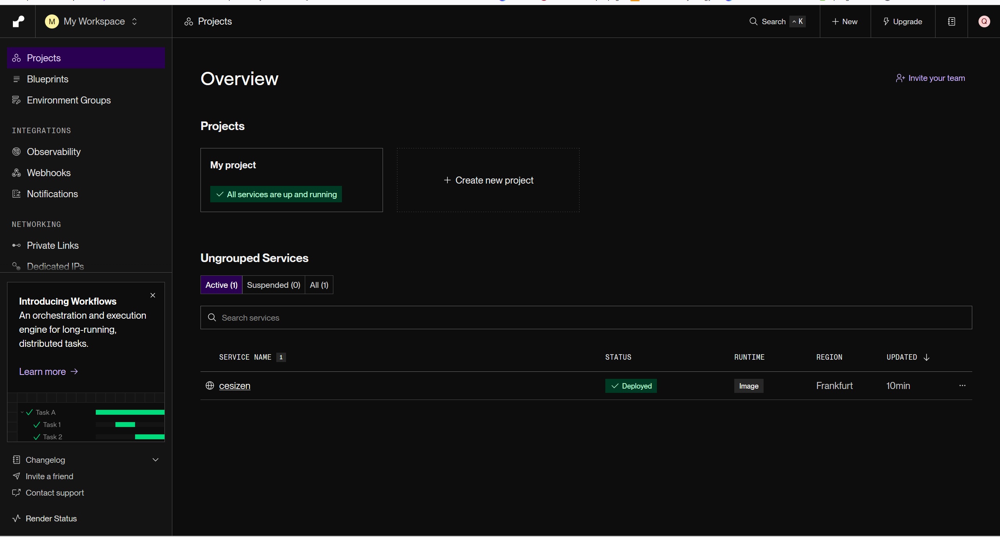 M My Workspace
Projects
Search ^ K
New
Upgrade
Q
Projects
Blueprints
Environment Groups
INTEGRATIONS
Observability
Webhooks
Notifications
NETWORKING
Private Links
Dedicated IPs
Introducing Workflows
An orchestration and execution
engine for long-running,
distributed tasks.
Learn more
Task A
Task 1
Task 2
Changelog
Invite a friend
Contact support
Render Status
Overview
Invite your team
Projects
My project
All services are up and running
Create new project
Ungrouped Services
Active (1) Suspended (0) All (1)
Search services
SERVICE NAME 1 STATUS RUNTIME REGION UPDATED
cesizen Deployed Image Frankfurt 10min